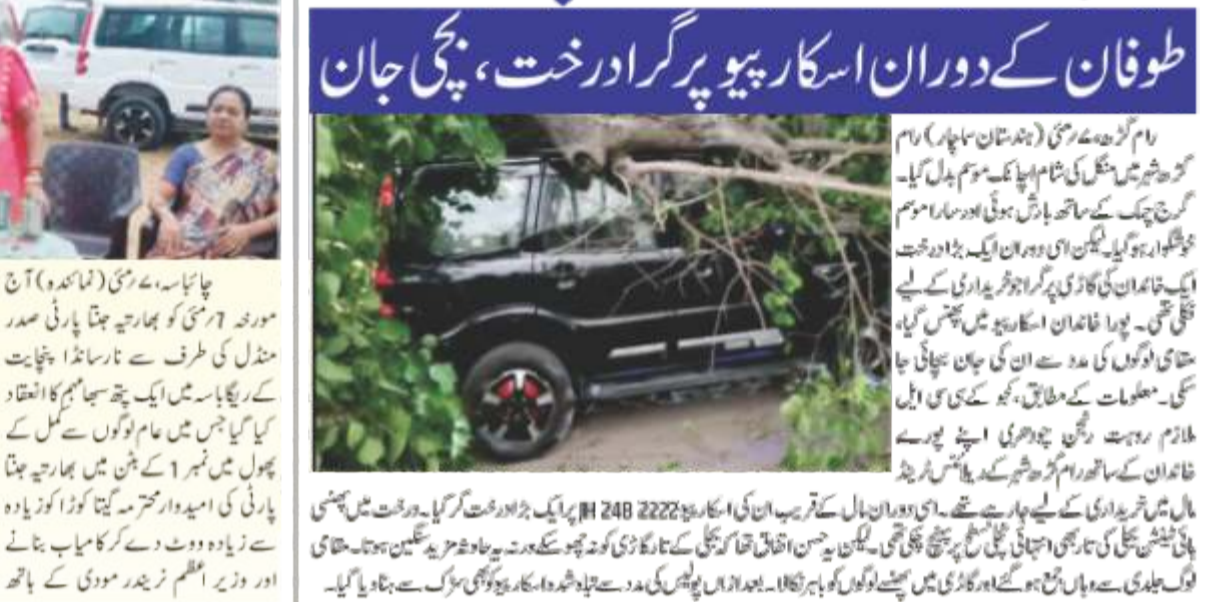 طوفان کے دوران اسکارپیو پر گرا درخت، بچی جان
رام گڑھ، ۷؍مئی (ہندستان سماچار) رام
گڑھ شہر میں منگل کی شام اچانک موسم بدل گیا۔
گرج چمک کے ساتھ بارش ہوئی اور سارا موسم
خوشگوار ہو گیا۔ لیکن اسی دوران ایک بڑا درخت
ایک خاندان کی گاڑی پر گرا جو خریداری کے لیے
نکلی تھی۔ پورا خاندان اسکارپیو میں پھنس گیا،
مقامی لوگوں کی مدد سے ان کی جان بچائی جا
سکی۔ معلومات کے مطابق، کجو کے سی سی ایل
ملازم روہت رنجن چودھری اپنے پورے
خاندان کے ساتھ رام گڑھ شہر کے ریلائنس ٹرینڈ
مال میں خریداری کے لیے جا رہے تھے۔ اسی دوران مال کے قریب ان کی اسکارپیو JH 24B 2222 پر ایک بڑا درخت گر گیا۔ درخت میں پھنسی
ہائی ٹینشن بجلی کی تار بھی انتہائی نچلی سطح پر پہنچ چکی تھی۔ لیکن یہ حسن اتفاق تھا کہ بجلی کے تار گاڑی کو نہ چھو سکے ورنہ یہ حادثہ مزید سنگین ہوتا۔ مقامی
لوگ جلدی سے وہاں جمع ہو گئے اور گاڑی میں پھنسے لوگوں کو باہر نکالا۔ بعد ازاں پولیس کی مدد سے تباہ شدہ اسکارپیو کو بھی سڑک سے ہٹا دیا گیا۔
چائباسہ، ۷؍مئی (نمائندہ) آج
مورخہ 7؍مئی کو بھارتیہ جنتا پارٹی صدر
منڈل کی طرف سے نارسانڈا پنچایت
کے ریگاباسہ میں ایک پتھ سبھا مہم کا انعقاد
کیا گیا جس میں عام لوگوں سے کمل کے
پھول میں نمبر 1 کے بٹن میں بھارتیہ جنتا
پارٹی کی امیدوار محترمہ گیتا کوڑا کو زیادہ
سے زیادہ ووٹ دے کر کامیاب بنانے
اور وزیر اعظم نریندر مودی کے ہاتھ